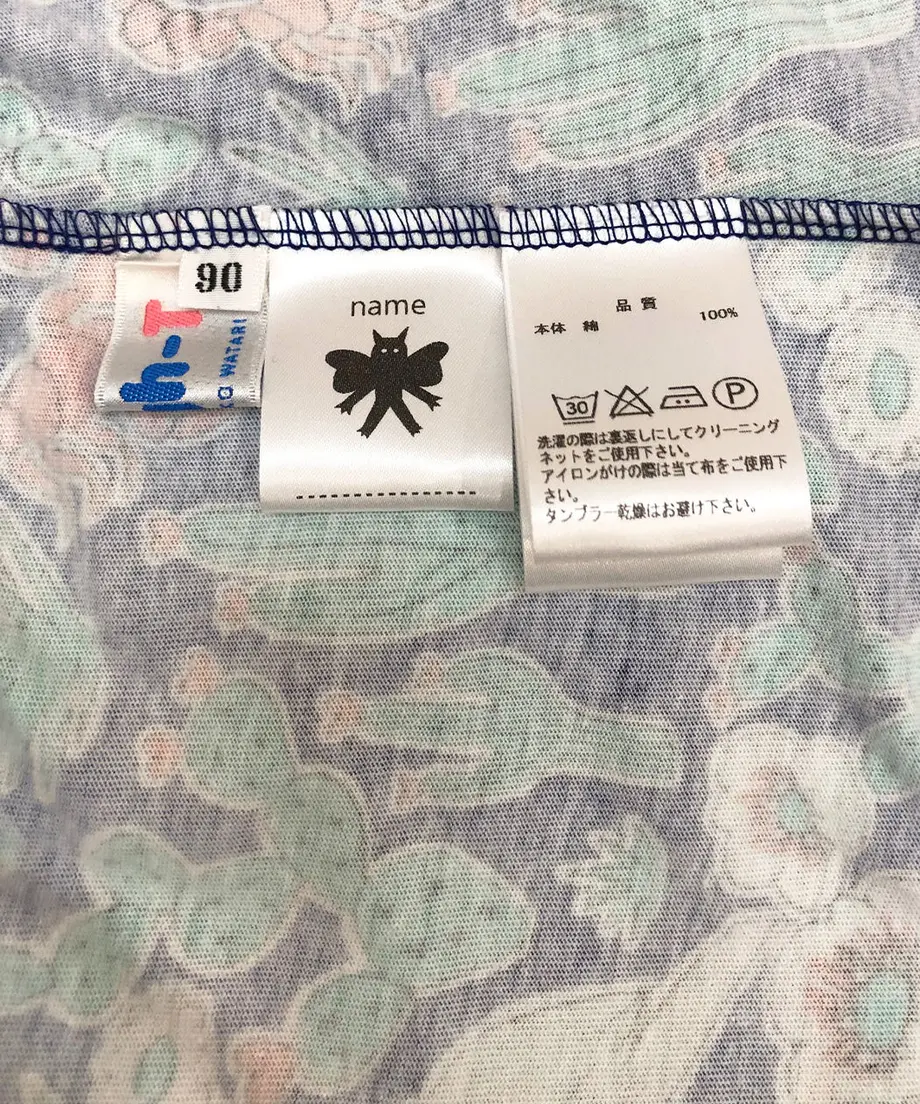 90
h-T
WATARI
name
品質
本体 綿 100%
30 P
洗濯の際は裏返しにしてクリーニング
ネットをご使用下さい。
アイロンがけの際は当て布をご使用下
さい。
タンブラー乾燥はお避け下さい。